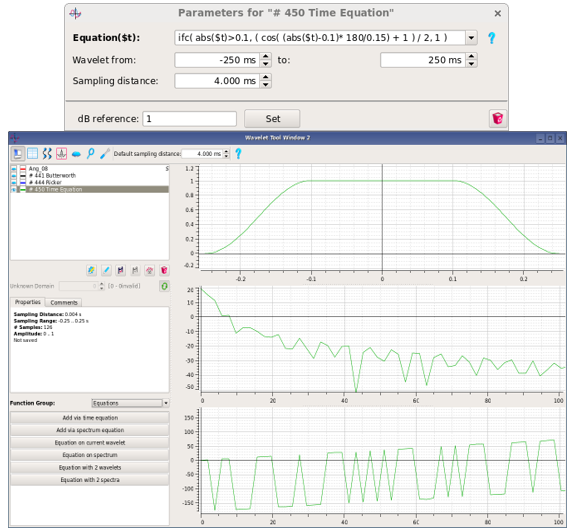 Parameters for "# 450 Time Equation"
Equation($t): ifc( abs($t)>0.1, ( cos( (abs($t)-0.1)* 180/0.15) + 1 ) / 2, 1 )
Wavelet from: -250 ms to: 250 ms
Sampling distance: 4.000 ms
dB reference: 1 Set
Wavelet Tool Window 2
Default sampling distance: 4.000 ms
Ang_08 S
# 441 Butterworth
# 444 Ricker
# 450 Time Equation
Unknown Domain 0 [0 - 0nvalid]
Properties Comments
Sampling Distance: 0.004 s
Sampling Range: -0.25 .. 0.25 s
# Samples: 126
Amplitude: 0 .. 1
Not saved
Function Group: Equations
Add via time equation
Add via spectrum equation
Equation on current wavelet
Equation on spectrum
Equation with 2 wavelets
Equation with 2 spectra
1.2
1
0.8
0.6
0.4
0.2
0
-0.2
-0.2 -0.1 0 0.1 0.2
20
10
0
-10
-20
-30
-40
-50
0 20 40 60 80 100
150
100
50
0
-50
-100
-150
0 20 40 60 80 100